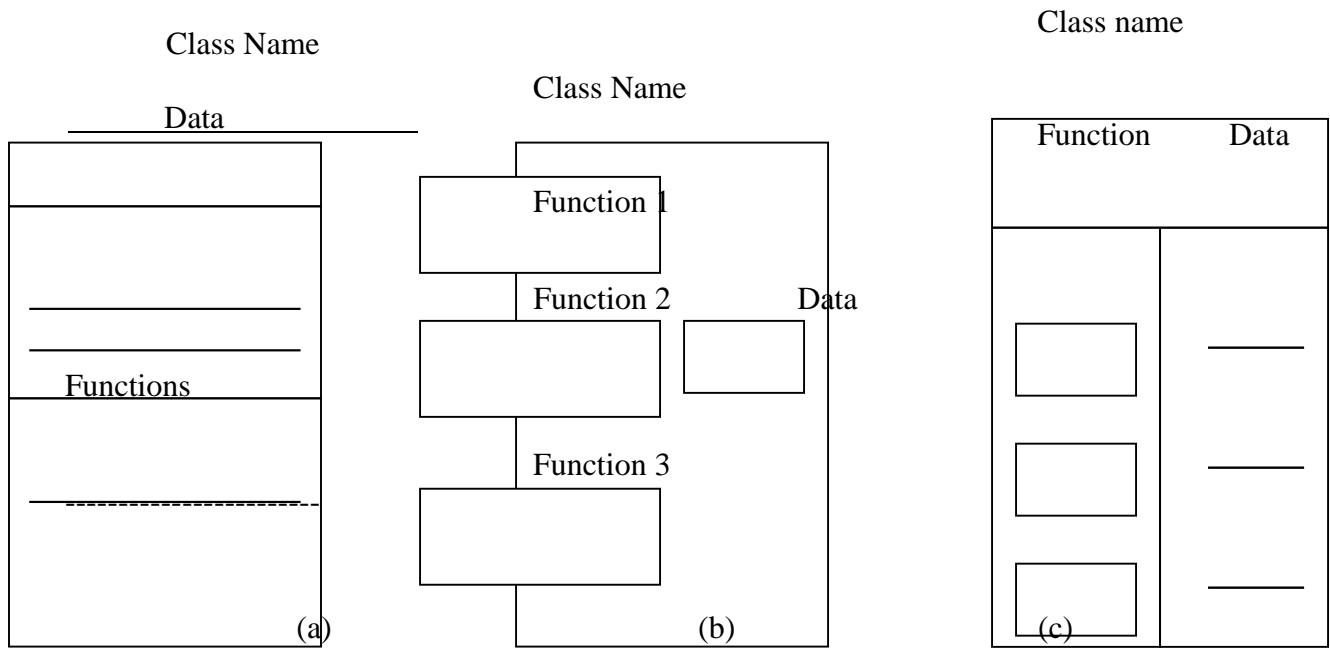 Class Name
Data
Functions
(a)
Class Name
Function 1
Function 2
Data
Function 3
(b)
Class name
Function Data
(c)